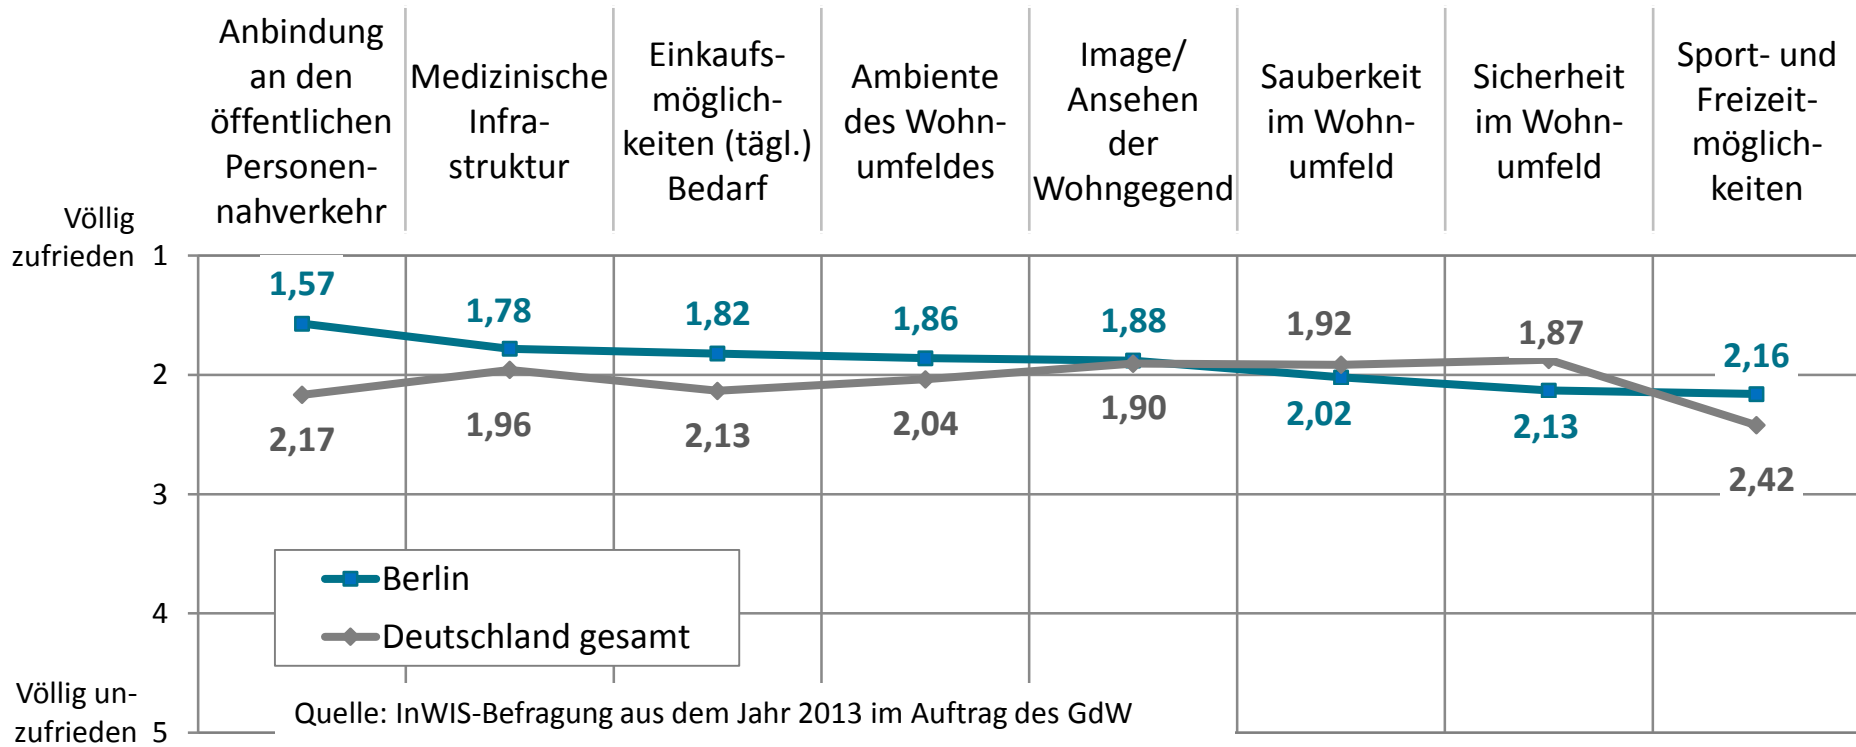 Anbindung
an den
öffentlichen
Personen-
nahverkehr
Medizinische
Infra-
struktur
Einkaufs-
möglich-
keiten (tägl.)
Bedarf
Ambiente
des Wohn-
umfeldes
Image/
Ansehen
der
Wohngegend
Sauberkeit
im Wohn-
umfeld
Sicherheit
im Wohn-
umfeld
Sport- und
Freizeit-
möglich-
keiten
Völlig
zufrieden 1
1,57
1,78
1,82
1,86
1,88
1,92
1,87
2,16
2
2,17
1,96
2,13
2,04
1,90
2,02
2,13
2,42
3
Berlin
4
Deutschland gesamt
Völlig un-
zufrieden 5
Quelle: InWIS-Befragung aus dem Jahr 2013 im Auftrag des GdW